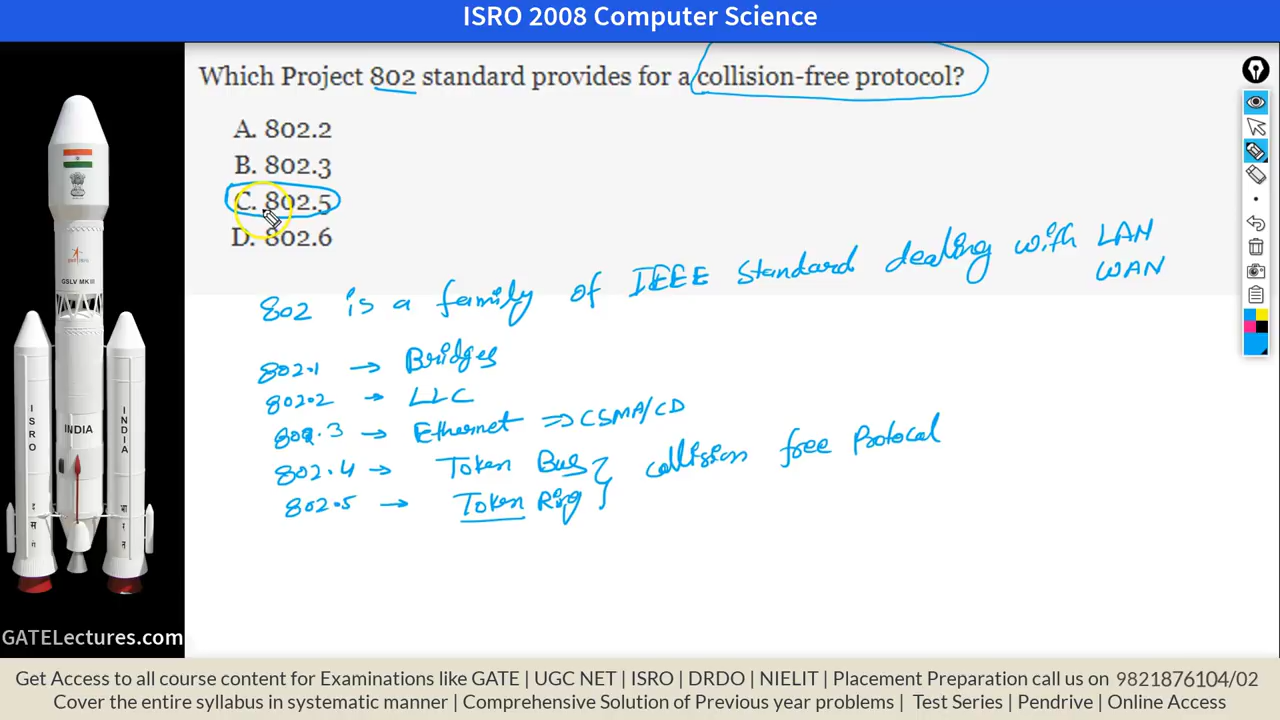 ISRO 2008 Computer Science
Which Project 802 standard provides for a collision-free protocol?
A. 802.2
B. 802.3
C. 802.5
D. 802.6
802 is a family of IEEE Standard dealing with LAN
WAN
802.1 → Bridges
802.2 → LLC
802.3 → Ethernet => CSMA/CD
802.4 → Token Bus } collision free Protocal
802.5 → Token Ring
GSLV MKIII
ISRO
INDIA
INDIA
GATELectures.com
Get Access to all course content for Examinations like GATE | UGC NET | ISRO | DRDO | NIELIT | Placement Preparation call us on 9821876104/02
Cover the entire syllabus in systematic manner | Comprehensive Solution of Previous year problems | Test Series | Pendrive | Online Access